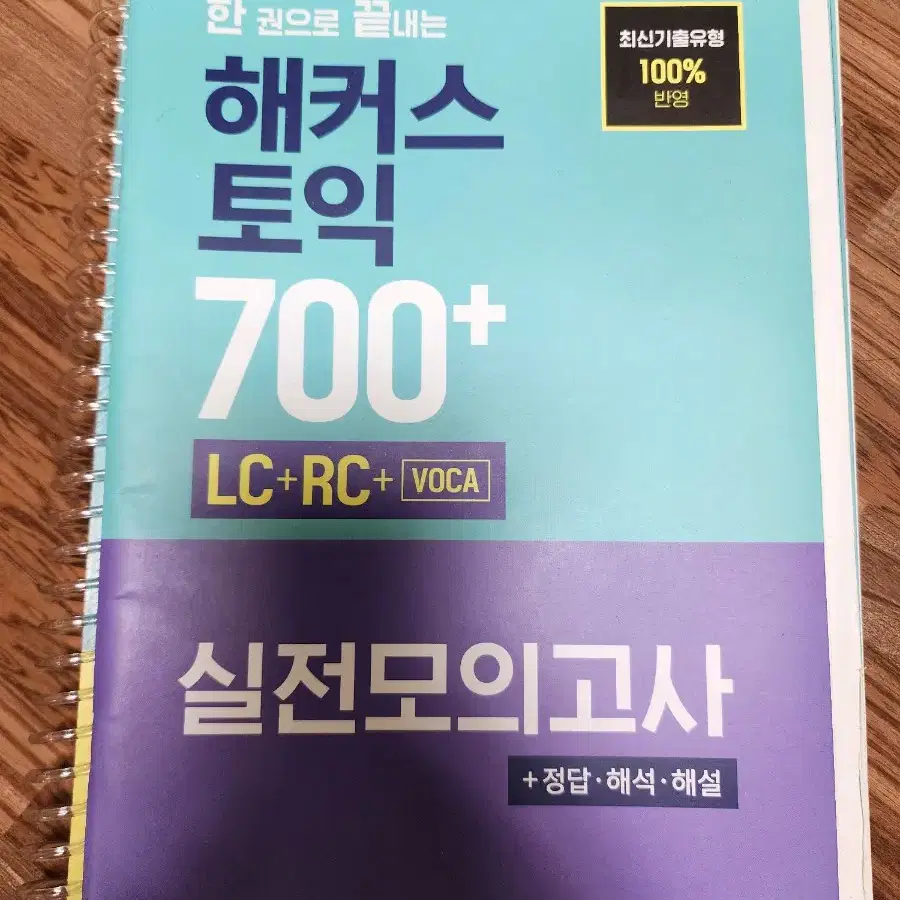 한 권으로 끝내는
해커스
토익
700+
LC+RC+ VOCA
최신기출유형
100%
반영
실전모의고사
+정답·해석·해설